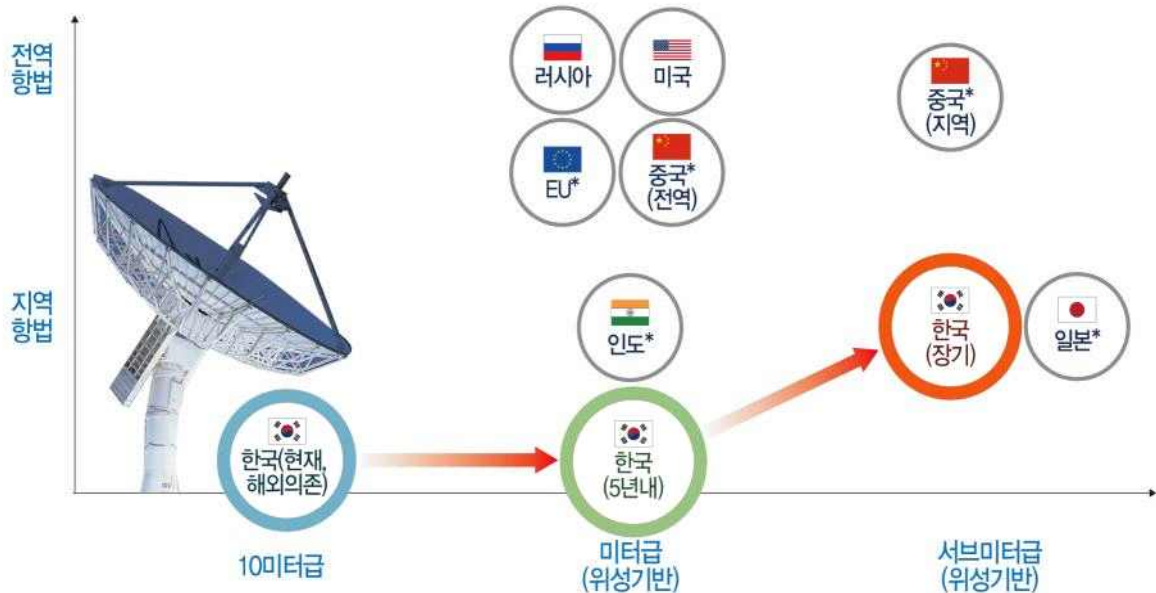 전역
항법
러시아
미국
중국*
(지역)
EU*
중국*
(전역)
지역
항법
인도*
한국
(장기)
일본*
한국(현재,
해외의존)
한국
(5년내)
10미터급
미터급
(위성기반)
서브미터급
(위성기반)